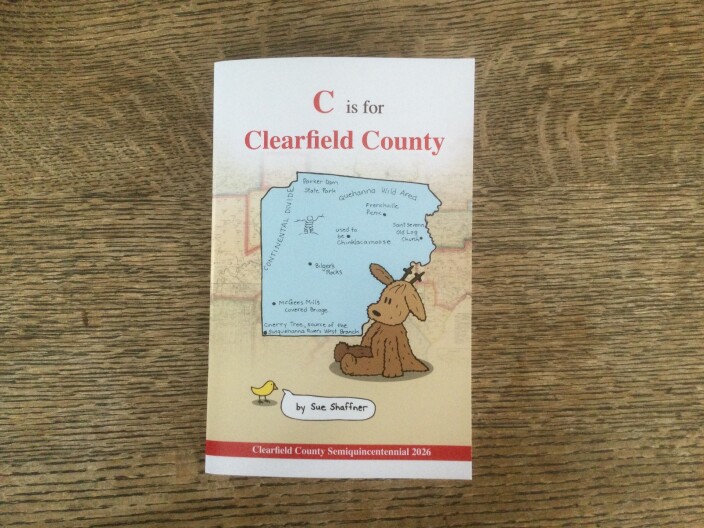 C is for
Clearfield County
Parker Dam
State Park
Quehanna Wild Area
CONTINENTAL DIVIDE
Frenchville
Picnic
Saint Severin
Old Log
Church
used to
be
Chinklacamoose
Bilger's
Rocks
McGees Mills
Covered Bridge
Cherry Tree, source of the
Susquehanna River's West Branch
by Sue Shaffner
Clearfield County Semiquincentennial 2026